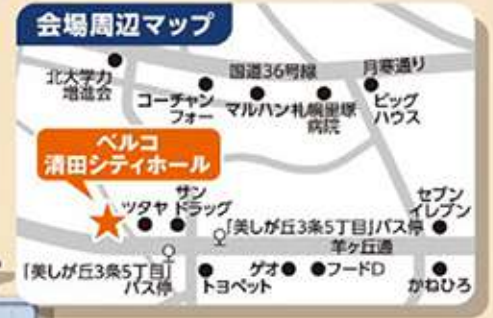 会場周辺マップ
北大学力
増進会
国道36号線
月寒通り
コーチャン
フォー
マルハン
札幌里塚
病院
ビッグ
ハウス
ベルコ
清田シティホール
ツタヤ
サン
ドラッグ
「美しが丘3条5丁目」バス停
セブン
イレブン
羊ヶ丘通
「美しが丘3条5丁目」
バス停
トヨペット
ゲオ
フードD
かねひろ